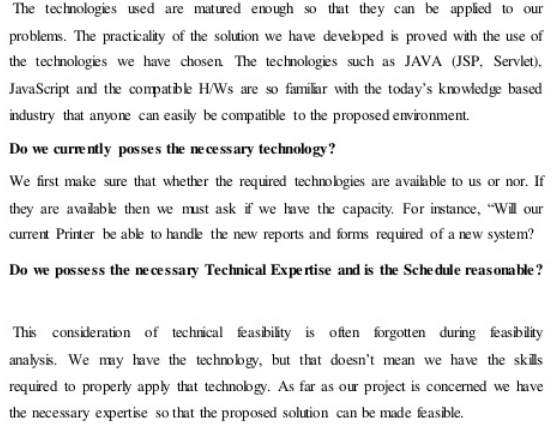 The technologies used are matured enough so that they can be applied to our
problems. The practicality of the solution we have developed is proved with the use of
the technologies we have chosen. The technologies such as JAVA (JSP, Servlet),
JavaScript and the compatible H/Ws are so familiar with the today's knowledge based
industry that anyone can easily be compatible to the proposed environment.
Do we currently posses the necessary technology?
We first make sure that whether the required technologies are available to us or nor. If
they are available then we must ask if we have the capacity. For instance, “Will our
current Printer be able to handle the new reports and forms required of a new system?
Do we possess the necessary Technical Expertise and is the Schedule reasonable?
This consideration of technical feasibility is often forgotten during feasibility
analysis. We may have the technology, but that doesn't mean we have the skills
required to properly apply that technology. As far as our project is concerned we have
the necessary expertise so that the proposed solution can be made feasible.